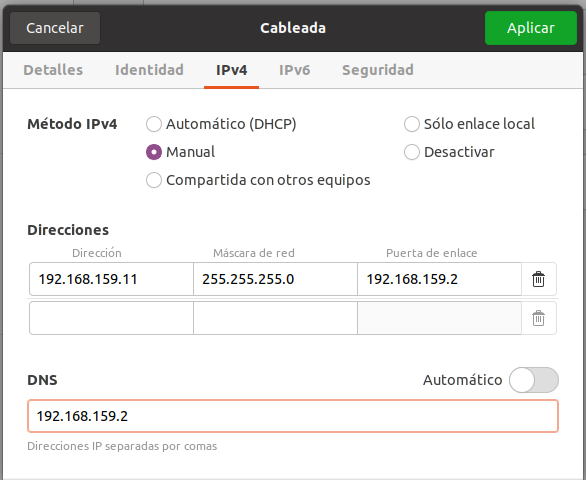 Cancelar Cableada Aplicar
Detalles Identidad IPv4 IPv6 Seguridad
Método IPv4 Automático (DHCP) Sólo enlace local
Manual Desactivar
Compartida con otros equipos
Direcciones
Dirección Máscara de red Puerta de enlace
192.168.159.11 255.255.255.0 192.168.159.2
DNS Automático
192.168.159.2
Direcciones IP separadas por comas